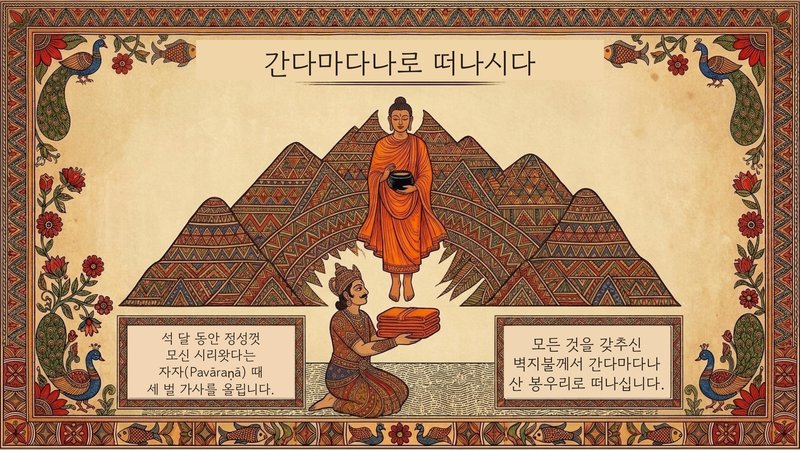 간다마다나로 떠나시다
석 달 동안 정성껏
모신 시리왓다는
자자(Pavāraṇā) 때
세 벌 가사를 올립니다.
모든 것을 갖추신
벽지불께서 간다마다나
산 봉우리로 떠나십니다.